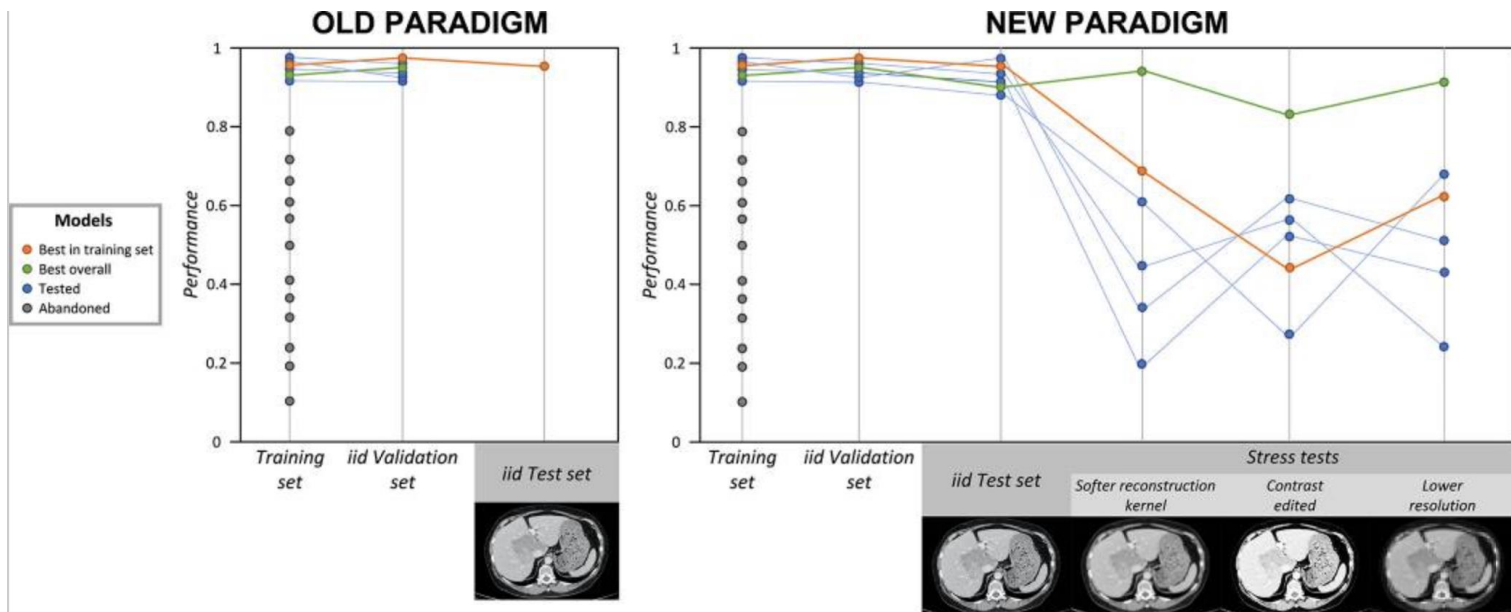 OLD PARADIGM
NEW PARADIGM
Models
Best in training set
Best overall
Tested
Abandoned
Performance
1
0.8
0.6
0.4
0.2
0
Training
set
iid Validation
set
iid Test set
Performance
1
0.8
0.6
0.4
0.2
0
Training
set
iid Validation
set
iid Test set
Stress tests
Softer reconstruction
kernel
Contrast
edited
Lower
resolution